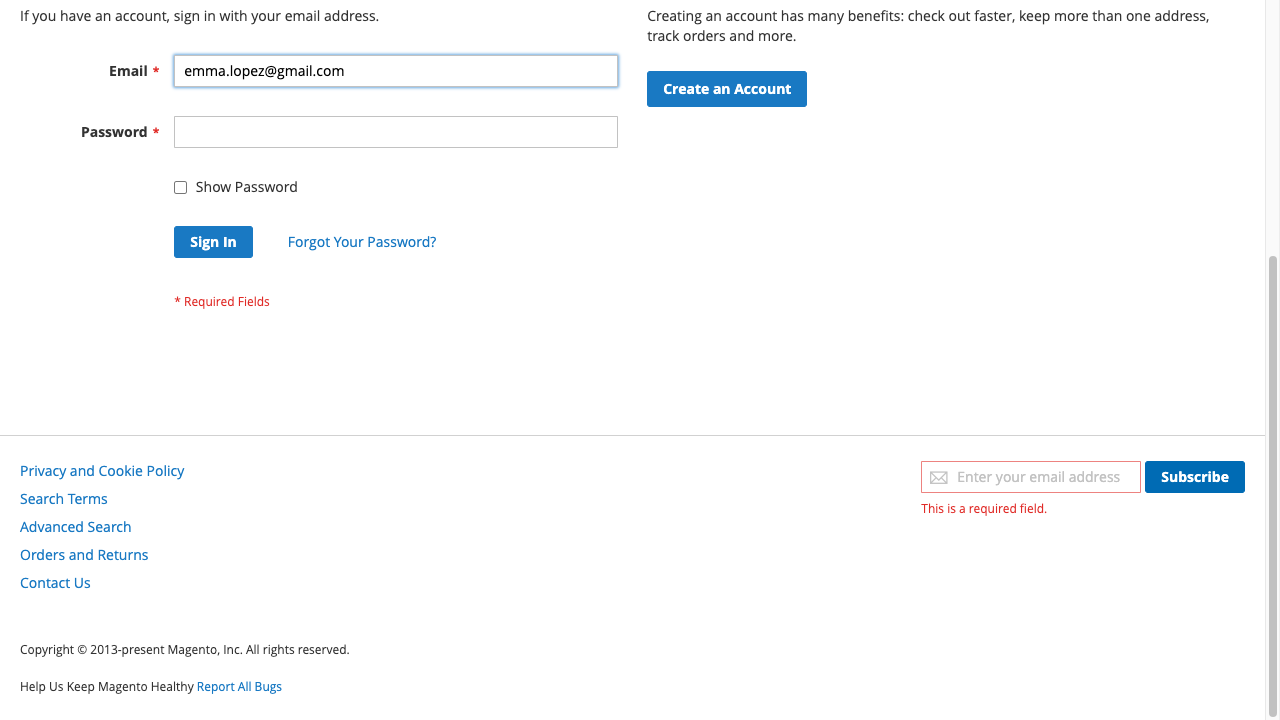 If you have an account, sign in with your email address.
Email *
emma.lopez@gmail.com
Password *
Show Password
Sign In
Forgot Your Password?
* Required Fields
Creating an account has many benefits: check out faster, keep more than one address,
track orders and more.
Create an Account
Privacy and Cookie Policy
Search Terms
Advanced Search
Orders and Returns
Contact Us
Enter your email address
Subscribe
This is a required field.
Copyright © 2013-present Magento, Inc. All rights reserved.
Help Us Keep Magento Healthy Report All Bugs